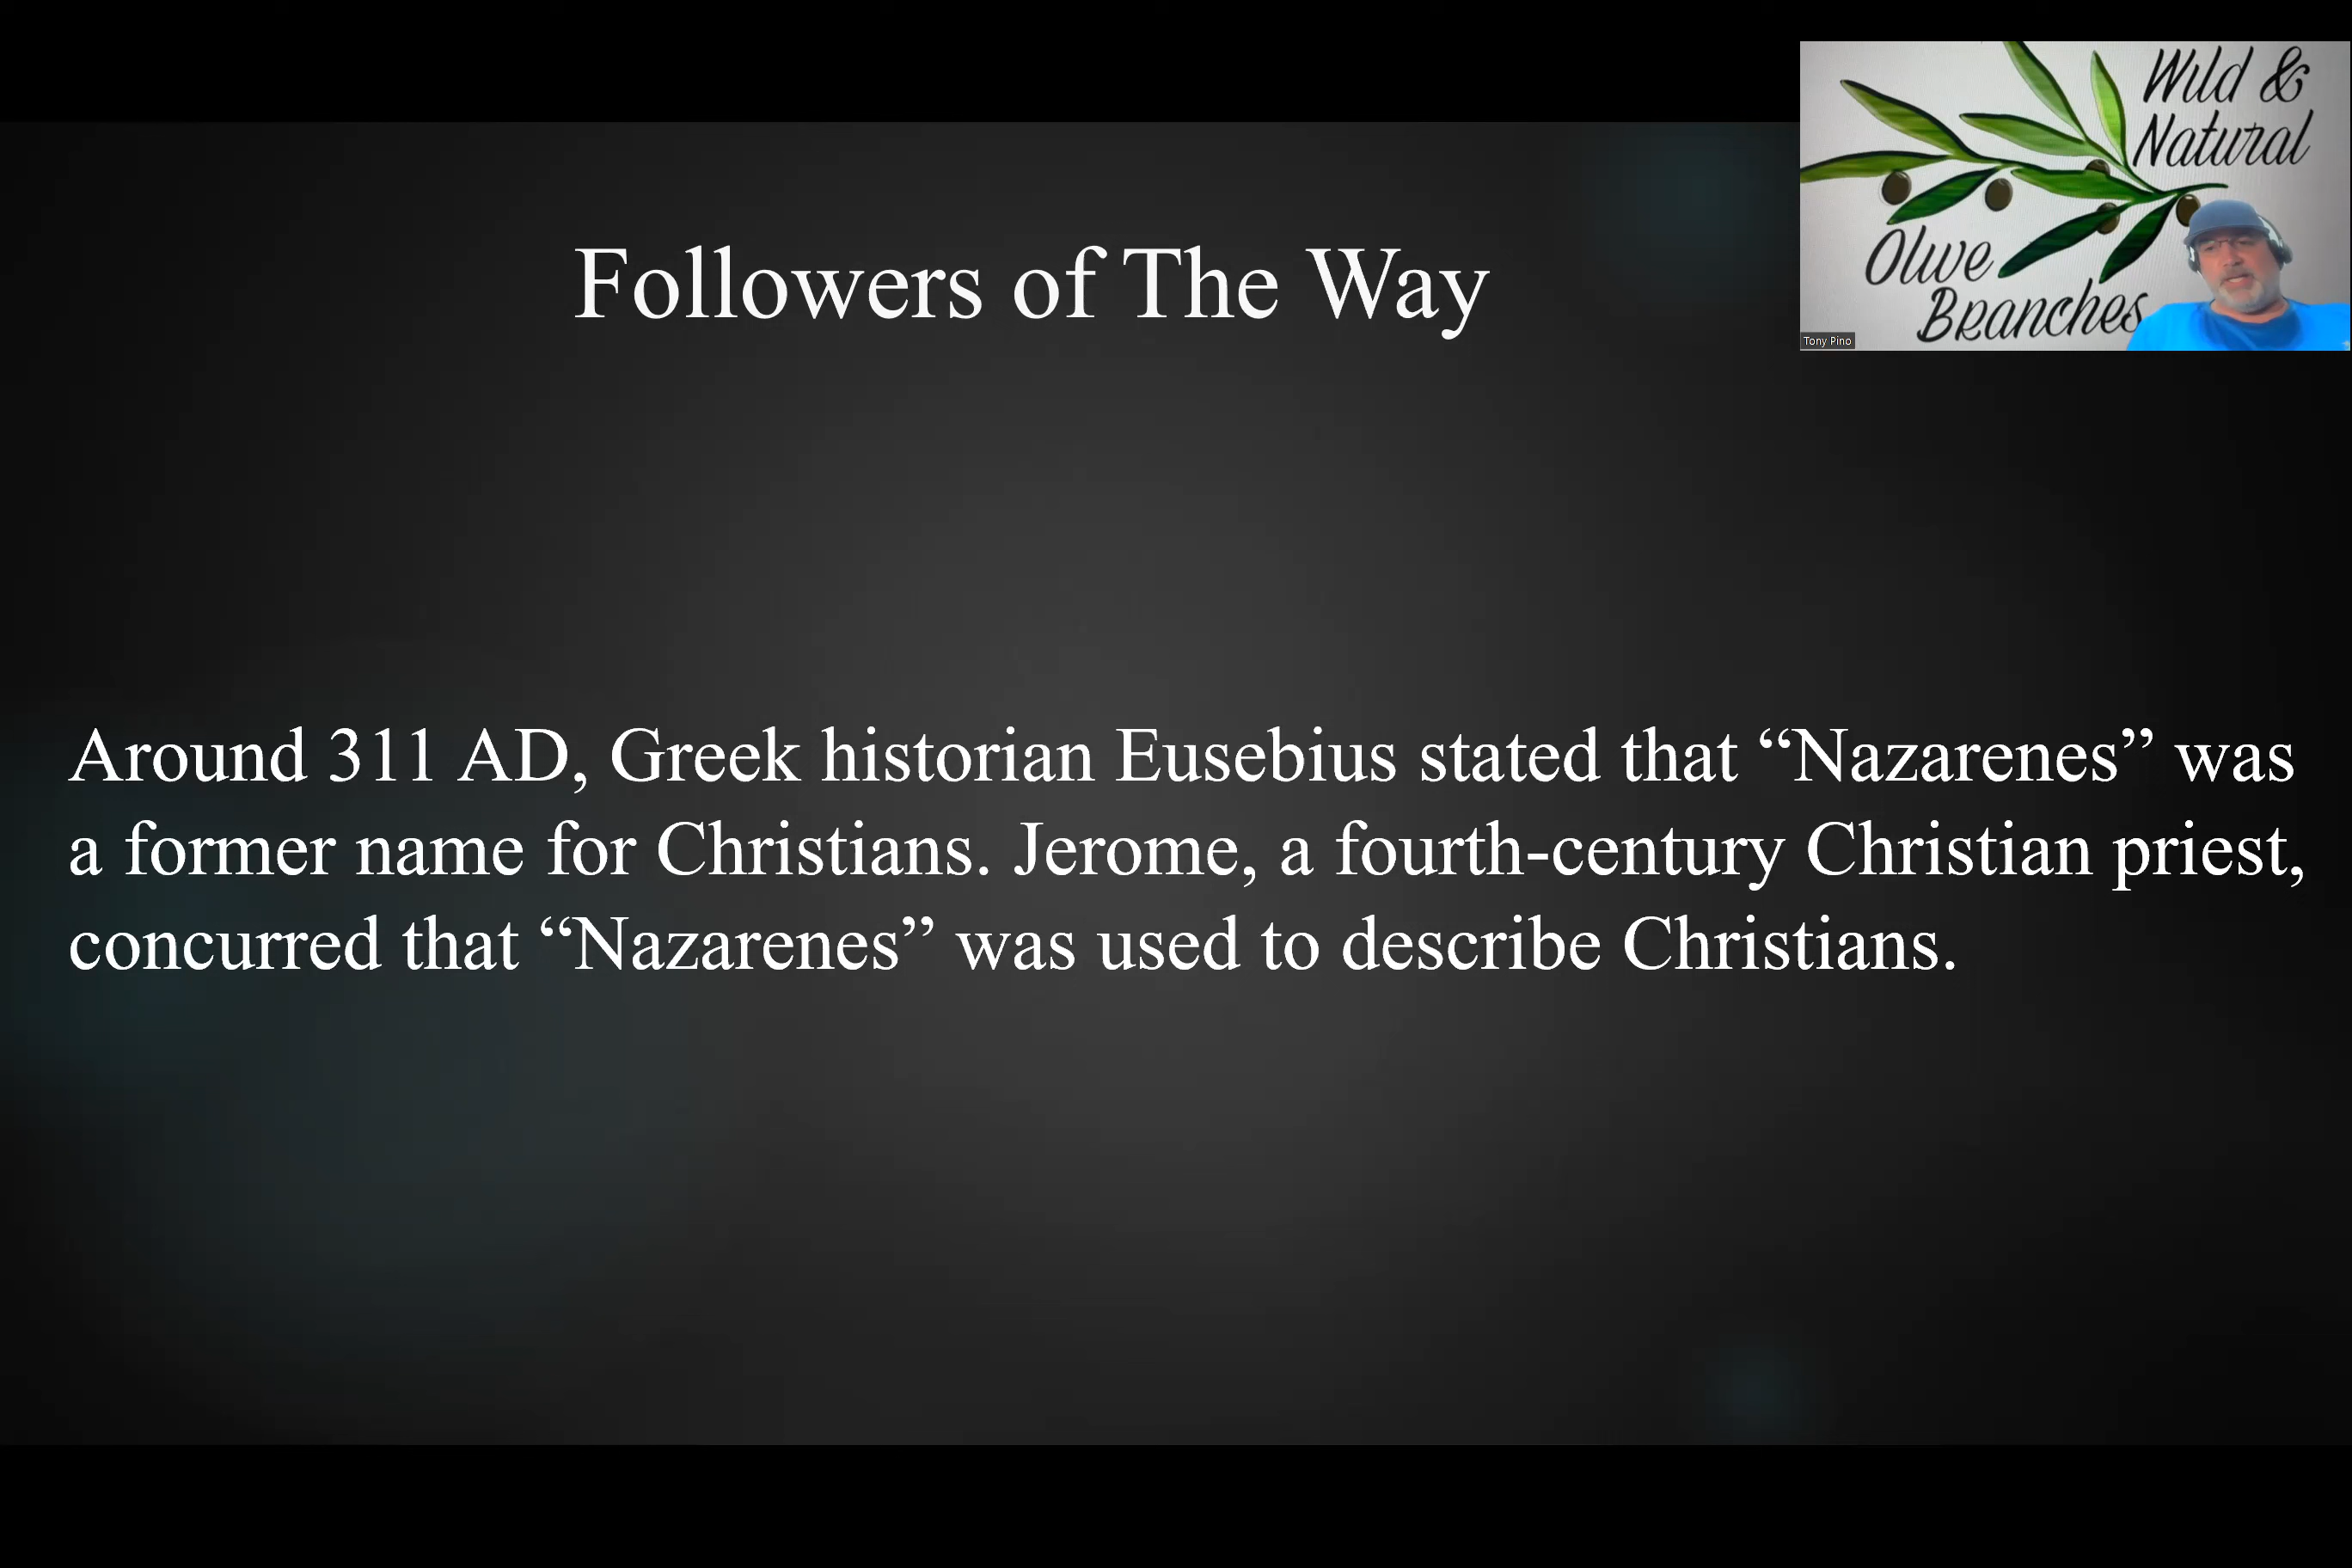 Wild &
Natural
Olive
Branches
Tony Pino
Followers of The Way
Around 311 AD, Greek historian Eusebius stated that “Nazarenes” was
a former name for Christians. Jerome, a fourth-century Christian priest,
concurred that “Nazarenes” was used to describe Christians.